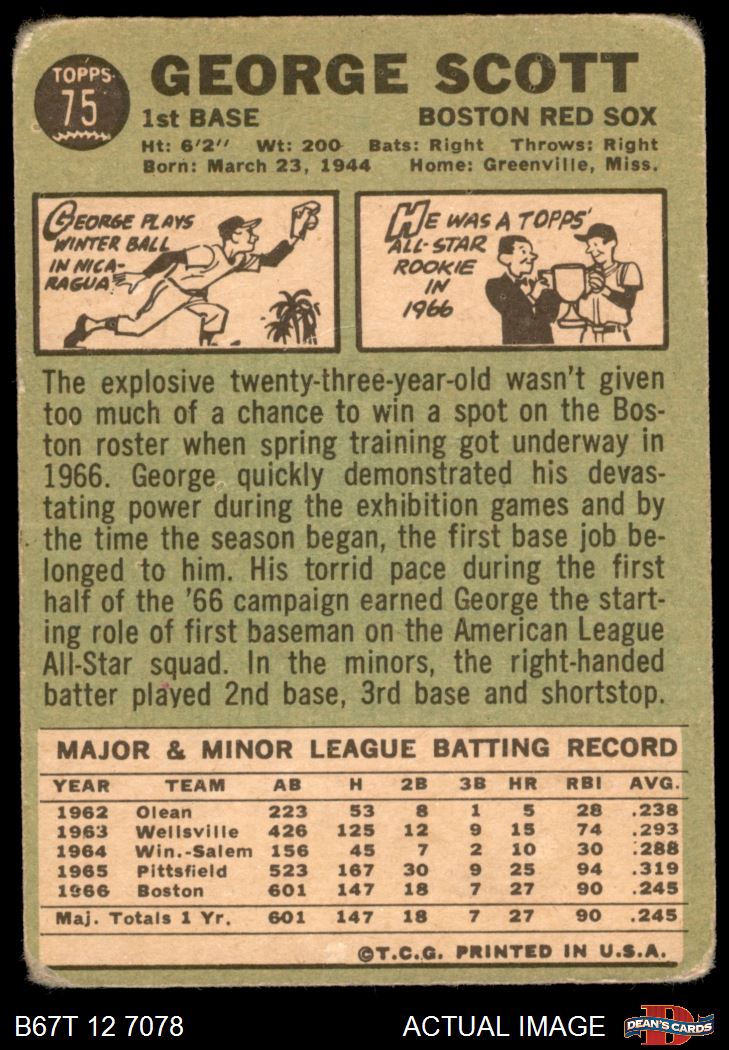 TOPPS
75
GEORGE SCOTT
1st BASE
BOSTON RED SOX
Ht: 6'2" Wt: 200 Bats: Right Throws: Right
Born: March 23, 1944 Home: Greenville, Miss.
GEORGE PLAYS
WINTER BALL
IN NICA-
RAGUA
HE WAS A TOPPS'
ALL-STAR
ROOKIE
IN
1966
The explosive twenty-three-year-old wasn't given
too much of a chance to win a spot on the Bos-
ton roster when spring training got underway in
1966. George quickly demonstrated his devas-
tating power during the exhibition games and by
the time the season began, the first base job be-
longed to him. His torrid pace during the first
half of the '66 campaign earned George the start-
ing role of first baseman on the American League
All-Star squad. In the minors, the right-handed
batter played 2nd base, 3rd base and shortstop.
MAJOR & MINOR LEAGUE BATTING RECORD
YEAR TEAM AB H 2B 3B HR RBI AVG.
1962 Olean 223 53 8 1 5 28 .238
1963 Wellsville 426 125 12 9 15 74 .293
1964 Win.-Salem 156 45 7 2 10 30 .288
1965 Pittsfield 523 167 30 9 25 94 .319
1966 Boston 601 147 18 7 27 90 .245
Maj. Totals 1 Yr. 601 147 18 7 27 90 .245
©T.C.G. PRINTED IN U.S.A.
B67T 12 7078
ACTUAL IMAGE
D
DEAN'S CARDS